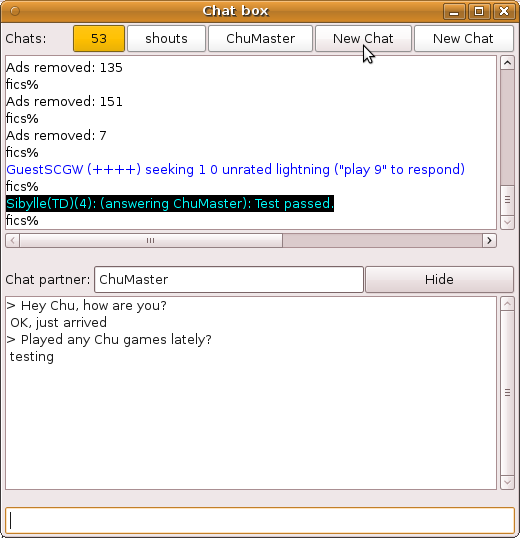 Chat box
Chats: 53 shouts ChuMaster New Chat New Chat
Ads removed: 135
fics%
Ads removed: 151
fics%
Ads removed: 7
fics%
GuestSCGW (++++) seeking 1 0 unrated lightning ("play 9" to respond)
fics%
Sibylle(TD)(4): (answering ChuMaster): Test passed.
fics%
Chat partner: ChuMaster Hide
> Hey Chu, how are you?
OK, just arrived
> Played any Chu games lately?
testing